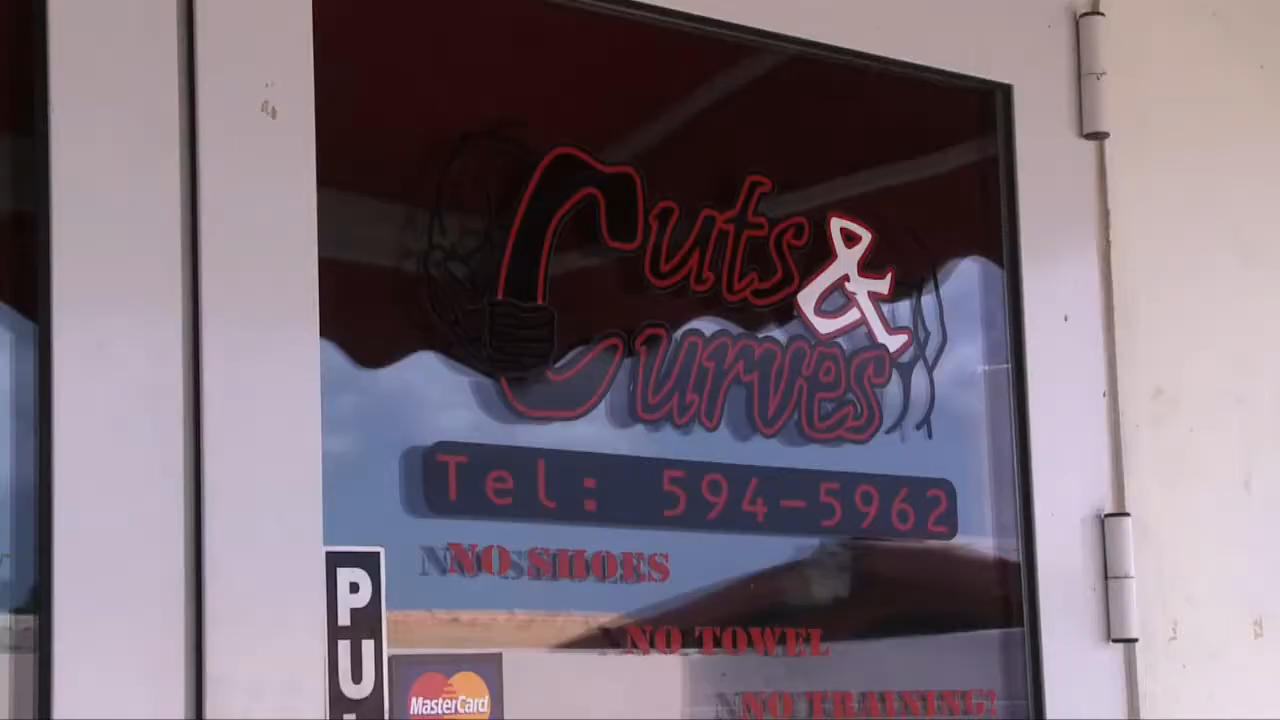 Cuts &
Curves
Tel: 594-5962
NO SHOES
NO TOWEL
NO TRAINING!
PU
MasterCard